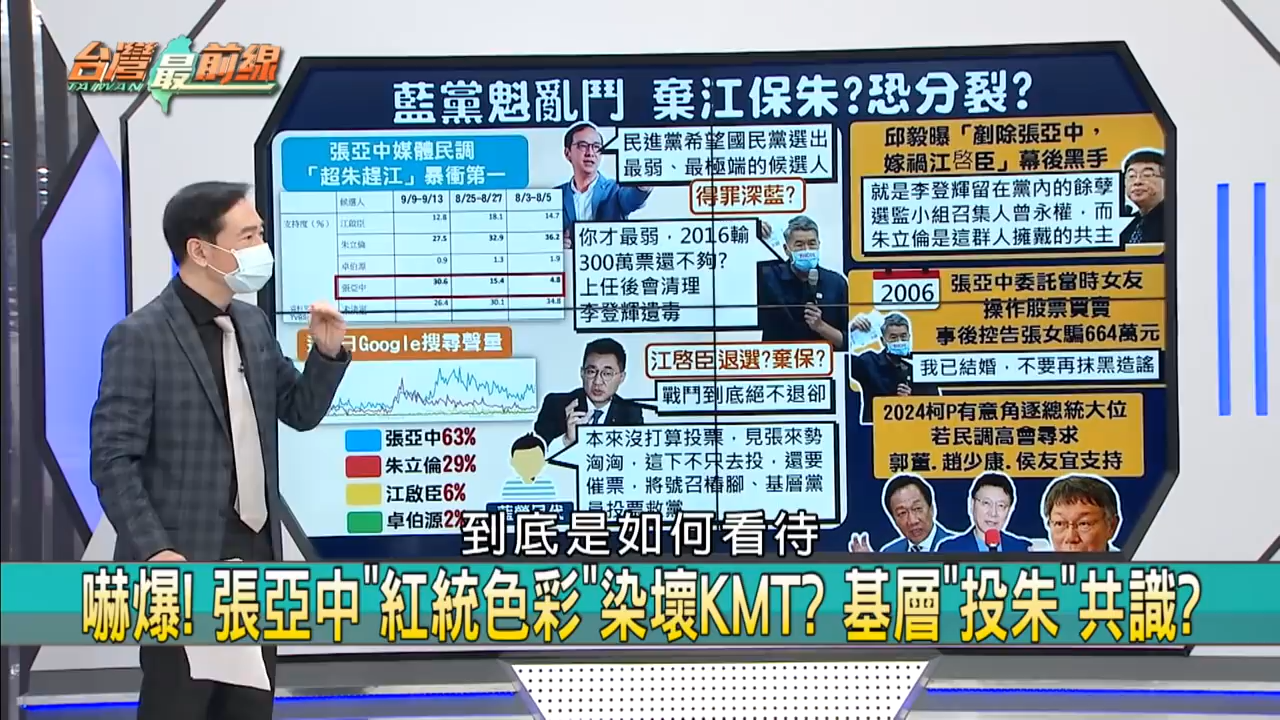 台灣最前線
TAIWAN
藍黨魁亂鬥 棄江保朱?恐分裂?
張亞中媒體民調
「超朱趕江」暴衝第一
候選人 9/9-9/13 8/25-8/27 8/3-8/5
支持度(%) 江啟臣 12.8 18.1 14.7
朱立倫 27.5 32.9 36.2
卓伯源 0.9 1.3 1.9
張亞中 30.6 15.4 4.8
26.4 30.1 34.8
日Google搜尋聲量
張亞中63%
朱立倫29%
江啟臣6%
卓伯源2%
民進黨希望國民黨選出
最弱、最極端的候選人
得罪深藍?
你才最弱,2016輸
300萬票還不夠?
上任後會清理
李登輝遺毒
江啓臣退選?棄保?
戰鬥到底絕不退卻
本來沒打算投票,見張來勢
洶洶,這下不只去投,還要
催票,將號召樁腳、基層黨
員投票救黨
邱毅曝「剷除張亞中,
嫁禍江啓臣」幕後黑手
就是李登輝留在黨內的餘孽
選監小組召集人曾永權,而
朱立倫是這群人擁戴的共主
2006
張亞中委託當時女友
操作股票買賣
事後控告張女騙664萬元
我已結婚,不要再抹黑造謠
2024柯P有意角逐總統大位
若民調高會尋求
郭董.趙少康.侯友宜支持
到底是如何看待
嚇爆!張亞中"紅統色彩"染壞KMT?基層"投朱"共識?